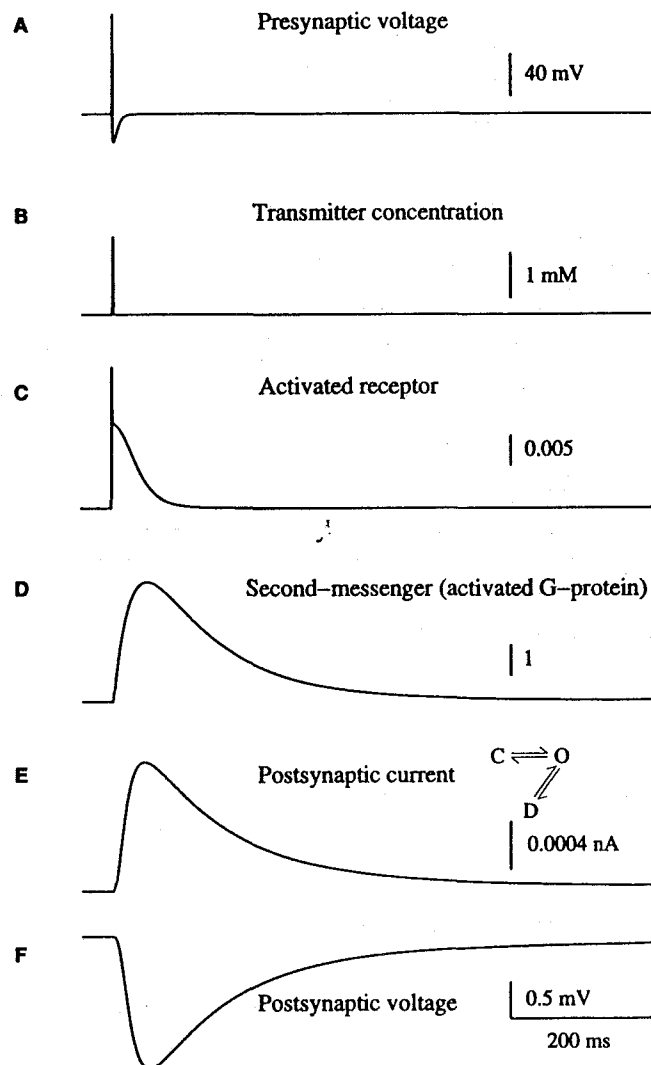 A
Presynaptic voltage
40 mV
B
Transmitter concentration
1 mM
C
Activated receptor
0.005
D
Second–messenger (activated G–protein)
1
E
Postsynaptic current
C ⇌ O
D
0.0004 nA
F
Postsynaptic voltage
0.5 mV
200 ms